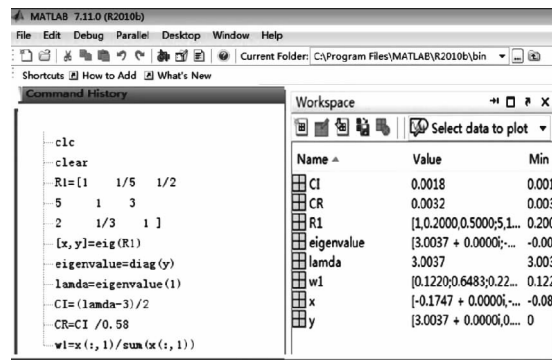 MATLAB 7.11.0 (R2010b)
File Edit Debug Parallel Desktop Window Help
Current Folder: C:\Program Files\MATLAB\R2010b\bin
Shortcuts How to Add What's New
Command History
clc
clear
R1=[1 1/5 1/2
5 1 3
2 1/3 1 ]
[x,y]=eig(R1)
eigenvalue=diag(y)
lamda=eigenvalue(1)
CI=(lamda-3)/2
CR=CI /0.58
w1=x(:,1)/sum(x(:,1))
Workspace
Select data to plot
Name Value Min
CI 0.0018 0.001
CR 0.0032 0.003
R1 [1,0.2000,0.5000;5,1... 0.200
eigenvalue [3.0037 + 0.0000i;-... -0.00
lamda 3.0037 3.003
w1 [0.1220;0.6483;0.22... 0.122
x [-0.1747 + 0.0000i,-... -0.08
y [3.0037 + 0.0000i,0.... 0